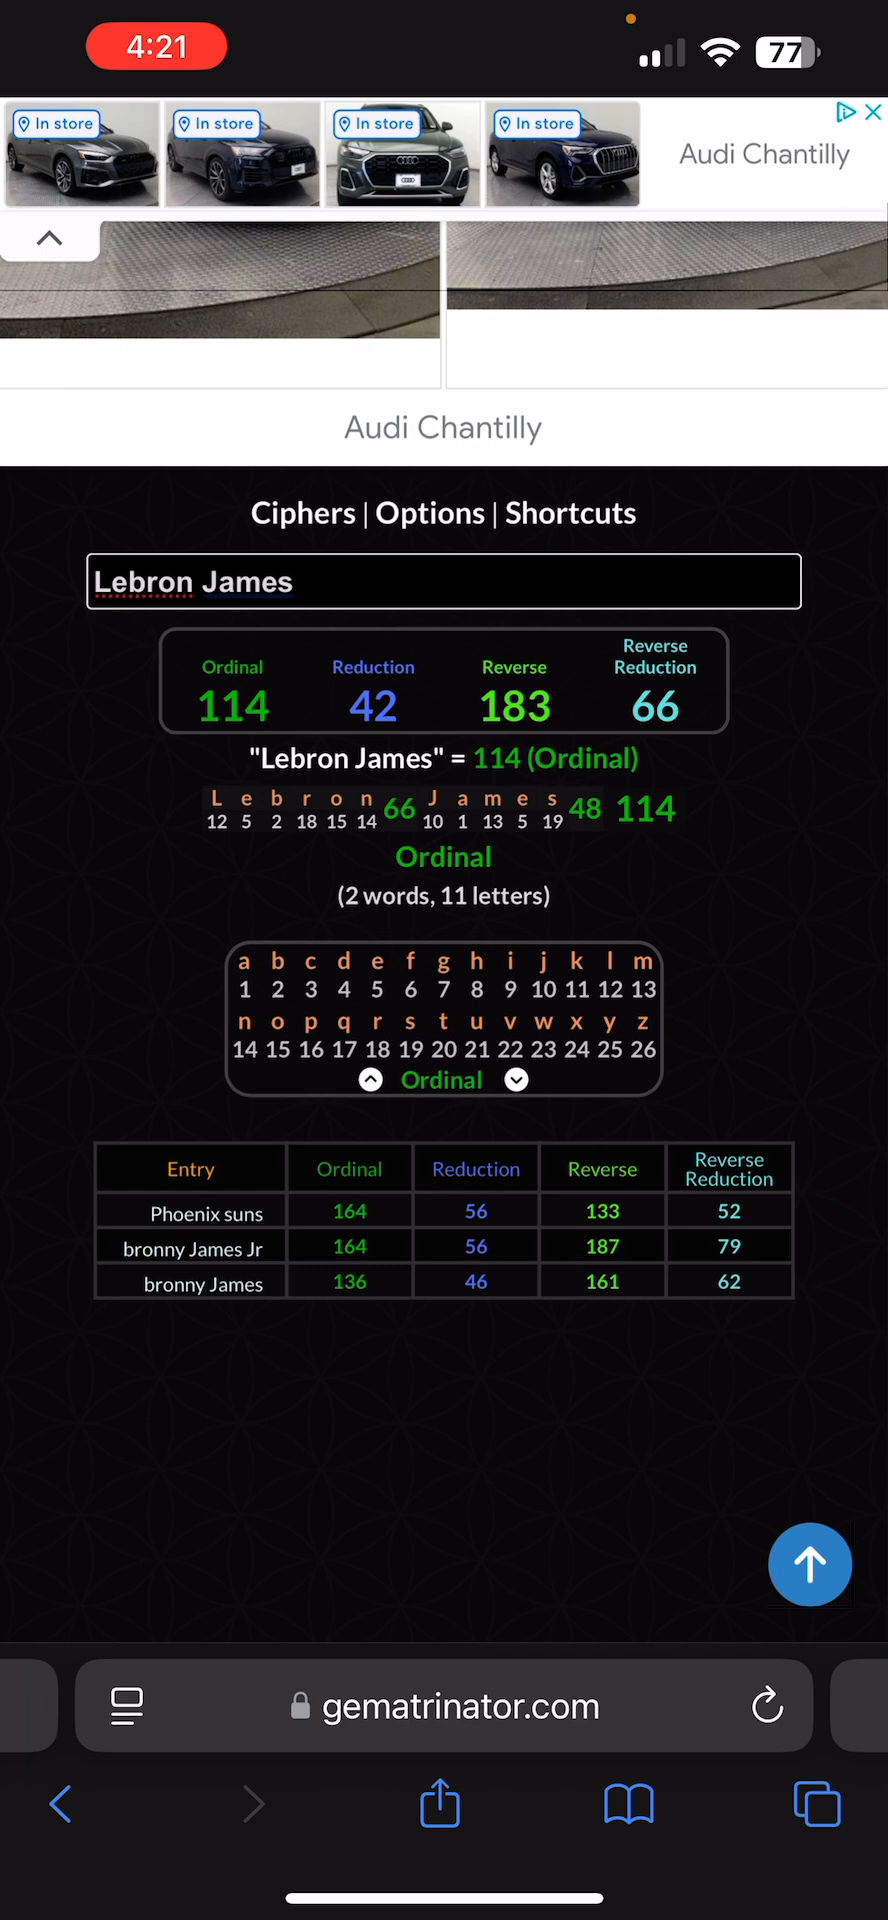 4:21
77
In store
In store
In store
In store
Audi Chantilly
Audi Chantilly
Ciphers | Options | Shortcuts
Lebron James
Ordinal Reduction Reverse Reverse Reduction
114 42 183 66
"Lebron James" = 114 (Ordinal)
L e b r o n 66 J a m e s 48 114
12 5 2 18 15 14 10 1 13 5 19
Ordinal
(2 words, 11 letters)
a b c d e f g h i j k l m
1 2 3 4 5 6 7 8 9 10 11 12 13
n o p q r s t u v w x y z
14 15 16 17 18 19 20 21 22 23 24 25 26
Ordinal
Entry Ordinal Reduction Reverse Reverse Reduction
Phoenix suns 164 56 133 52
bronny James Jr 164 56 187 79
bronny James 136 46 161 62
gematrinator.com